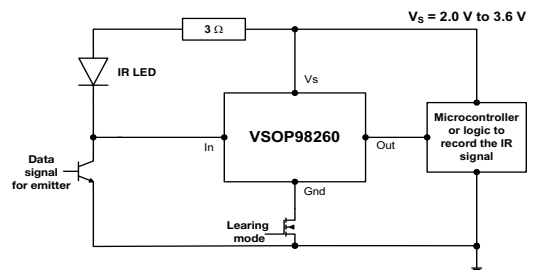 V_S = 2.0 V to 3.6 V
3 Ω
IR LED
Vs
VSOP98260
In
Out
Gnd
Microcontroller
or logic to
record the IR
signal
Data
signal
for emitter
Learing
mode